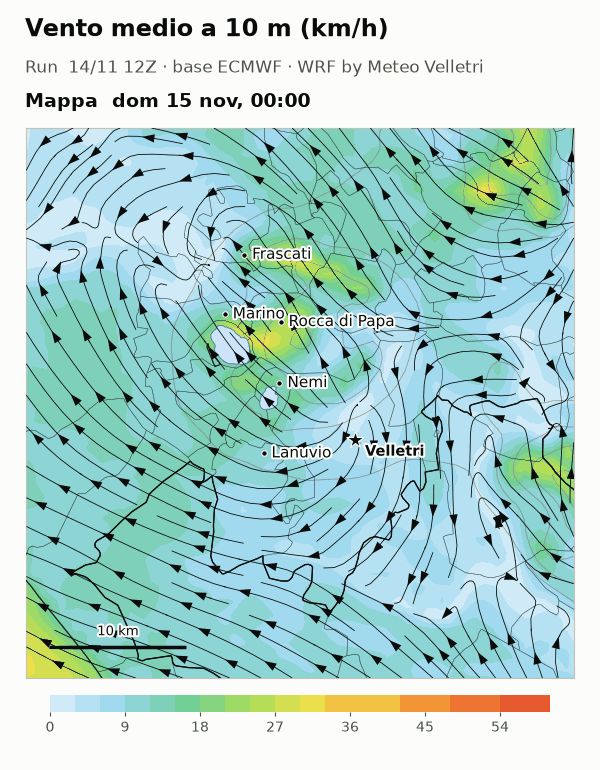 Vento medio a 10 m (km/h)
Run  14/11 12Z · base ECMWF · WRF by Meteo Velletri
Mappa  dom 15 nov, 00:00
Frascati
Marino
Rocca di Papa
Nemi
Velletri
Lanuvio
10 km
0 9 18 27 36 45 54